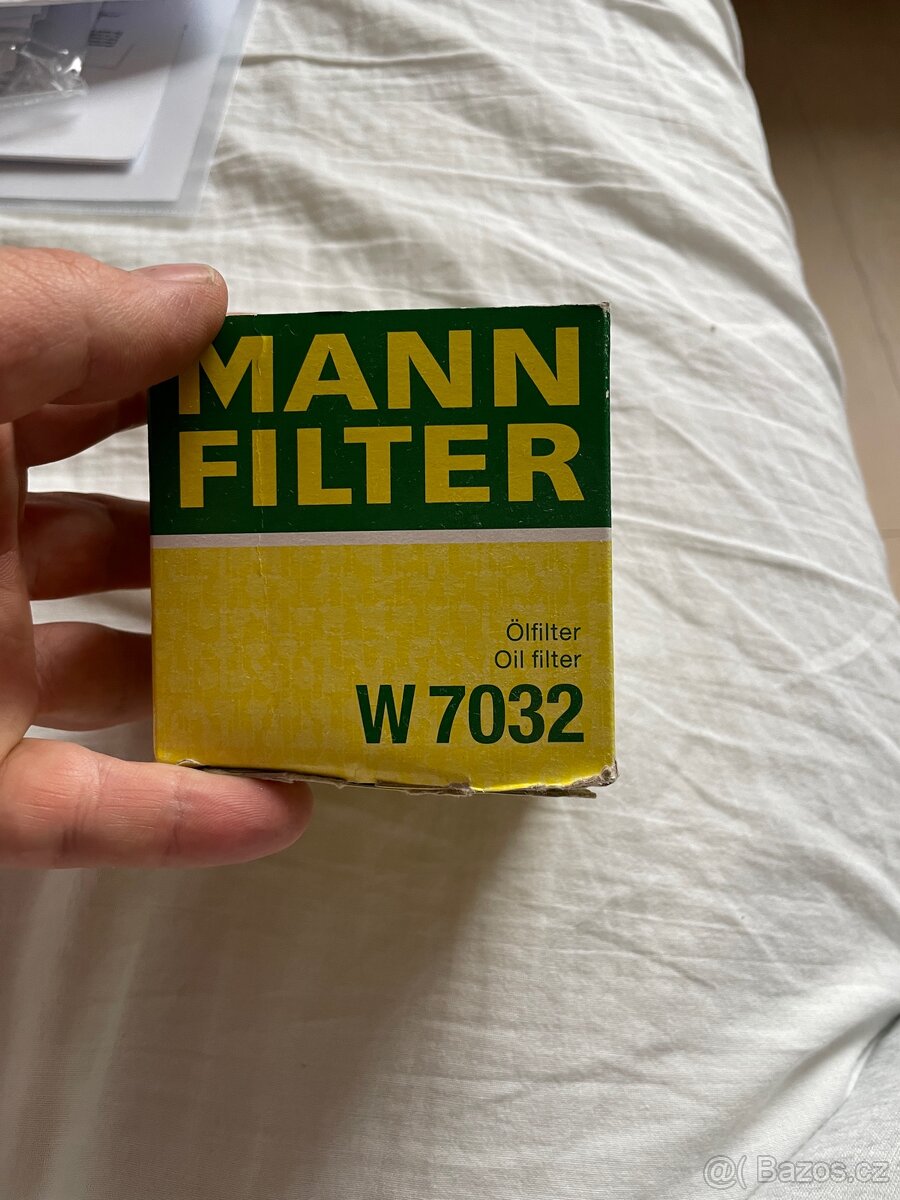 MANN
FILTER
Ölfilter
Oil filter
W 7032
@( Bazos.cz